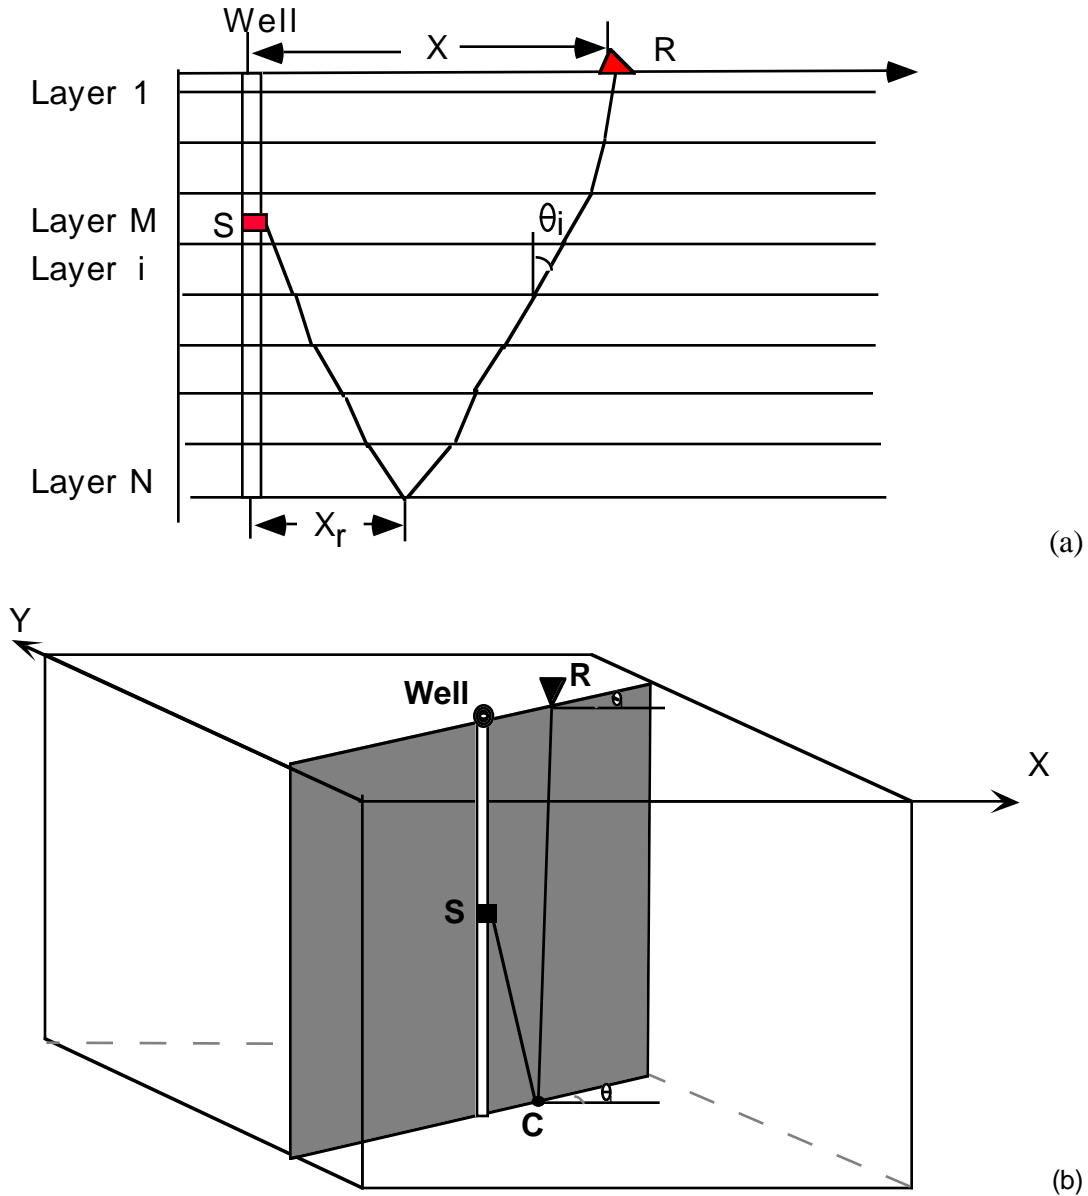 Well
X
R
Layer 1
Layer M
S
θi
Layer i
Layer N
Xr
(a)
Y
R
Well
θ
X
S
θ
C
(b)